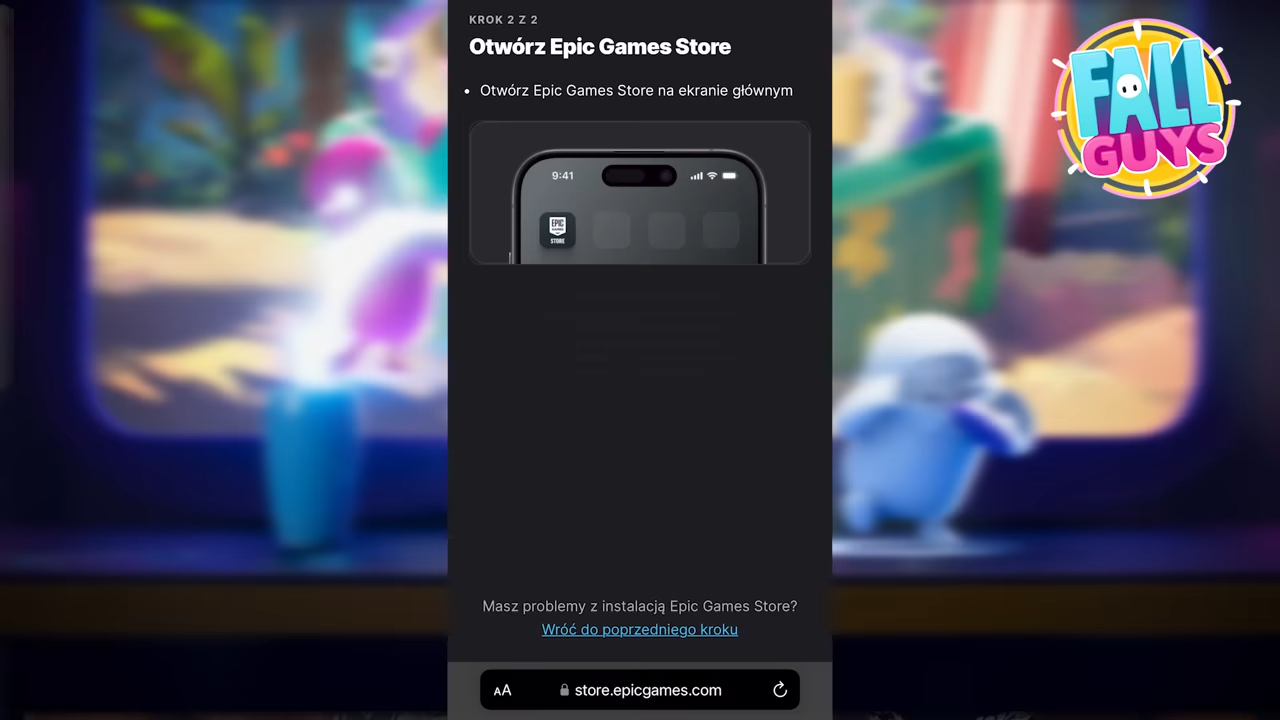 KROK 2 Z 2
Otwórz Epic Games Store
• Otwórz Epic Games Store na ekranie głównym
9:41
EPIC
GAMES
STORE
Masz problemy z instalacją Epic Games Store?
Wróć do poprzedniego kroku
AA store.epicgames.com
FALL
GUYS